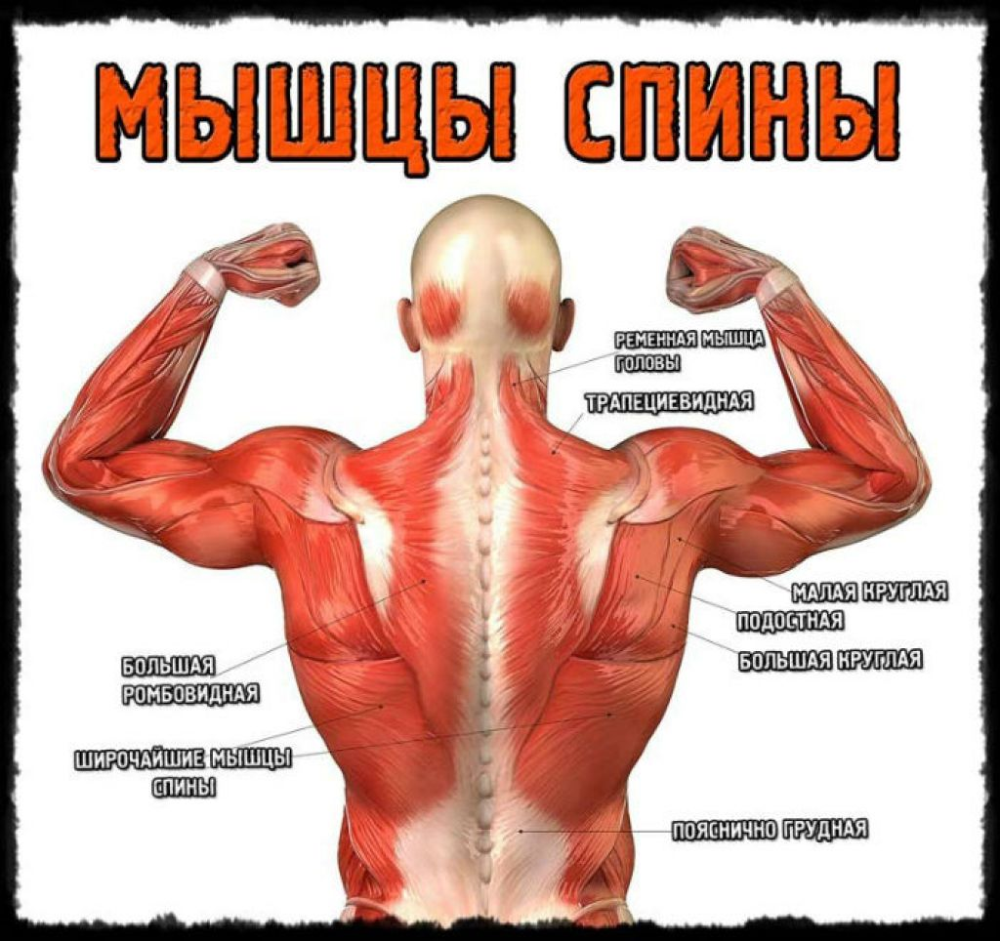 МЫШЦЫ СПИНЫ
РЕМЕННАЯ МЫШЦА
ГОЛОВЫ
ТРАПЕЦИЕВИДНАЯ
МАЛАЯ КРУГЛАЯ
ПОДОСТНАЯ
БОЛЬШАЯ КРУГЛАЯ
БОЛЬШАЯ
РОМБОВИДНАЯ
ШИРОЧАЙШИЕ МЫШЦЫ
СПИНЫ
ПОЯСНИЧНО ГРУДНАЯ